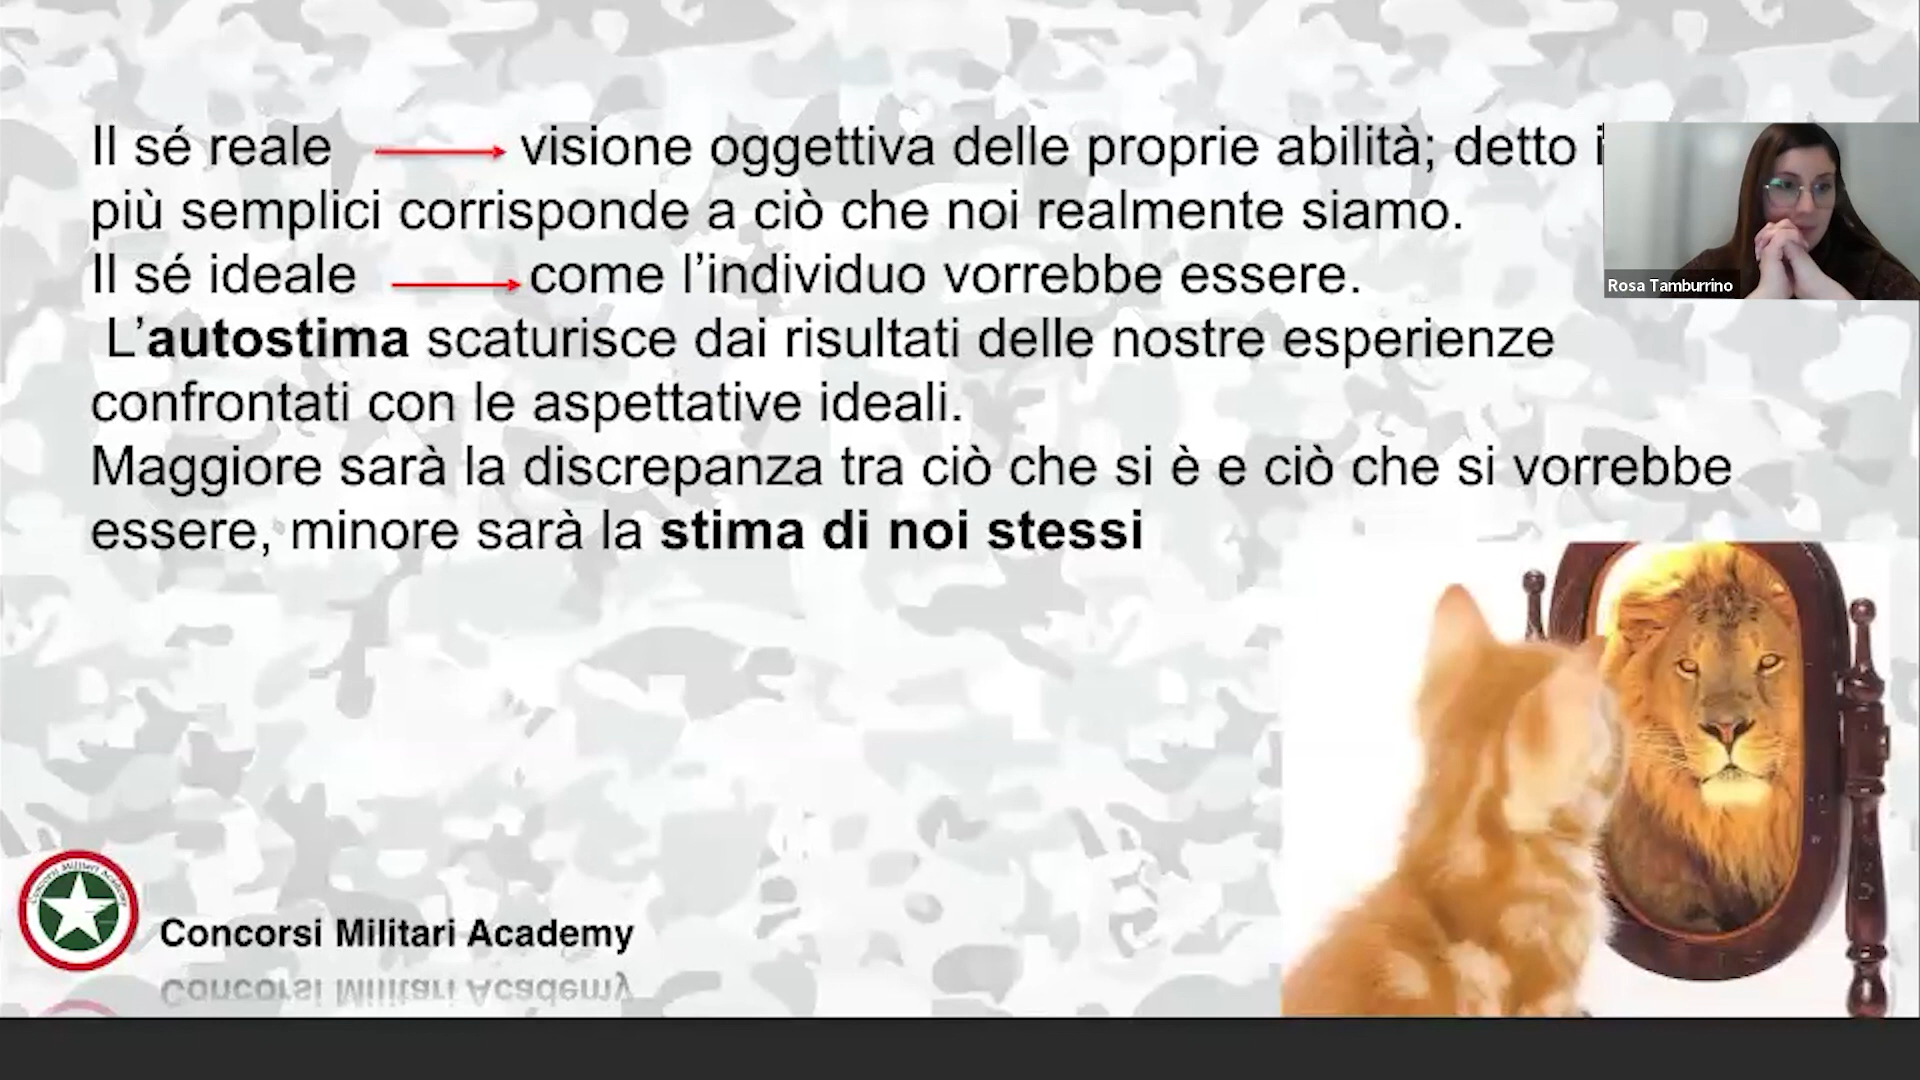 Il sé reale visione oggettiva delle proprie abilità; detto
più semplici corrisponde a ciò che noi realmente siamo.
Il sé ideale come l’individuo vorrebbe essere.
L’autostima scaturisce dai risultati delle nostre esperienze
confrontati con le aspettative ideali.
Maggiore sarà la discrepanza tra ciò che si è e ciò che si vorrebbe
essere, minore sarà la stima di noi stessi
Rosa Tamburrino
Concorsi Militari Academy
Concorsi Militari Academy